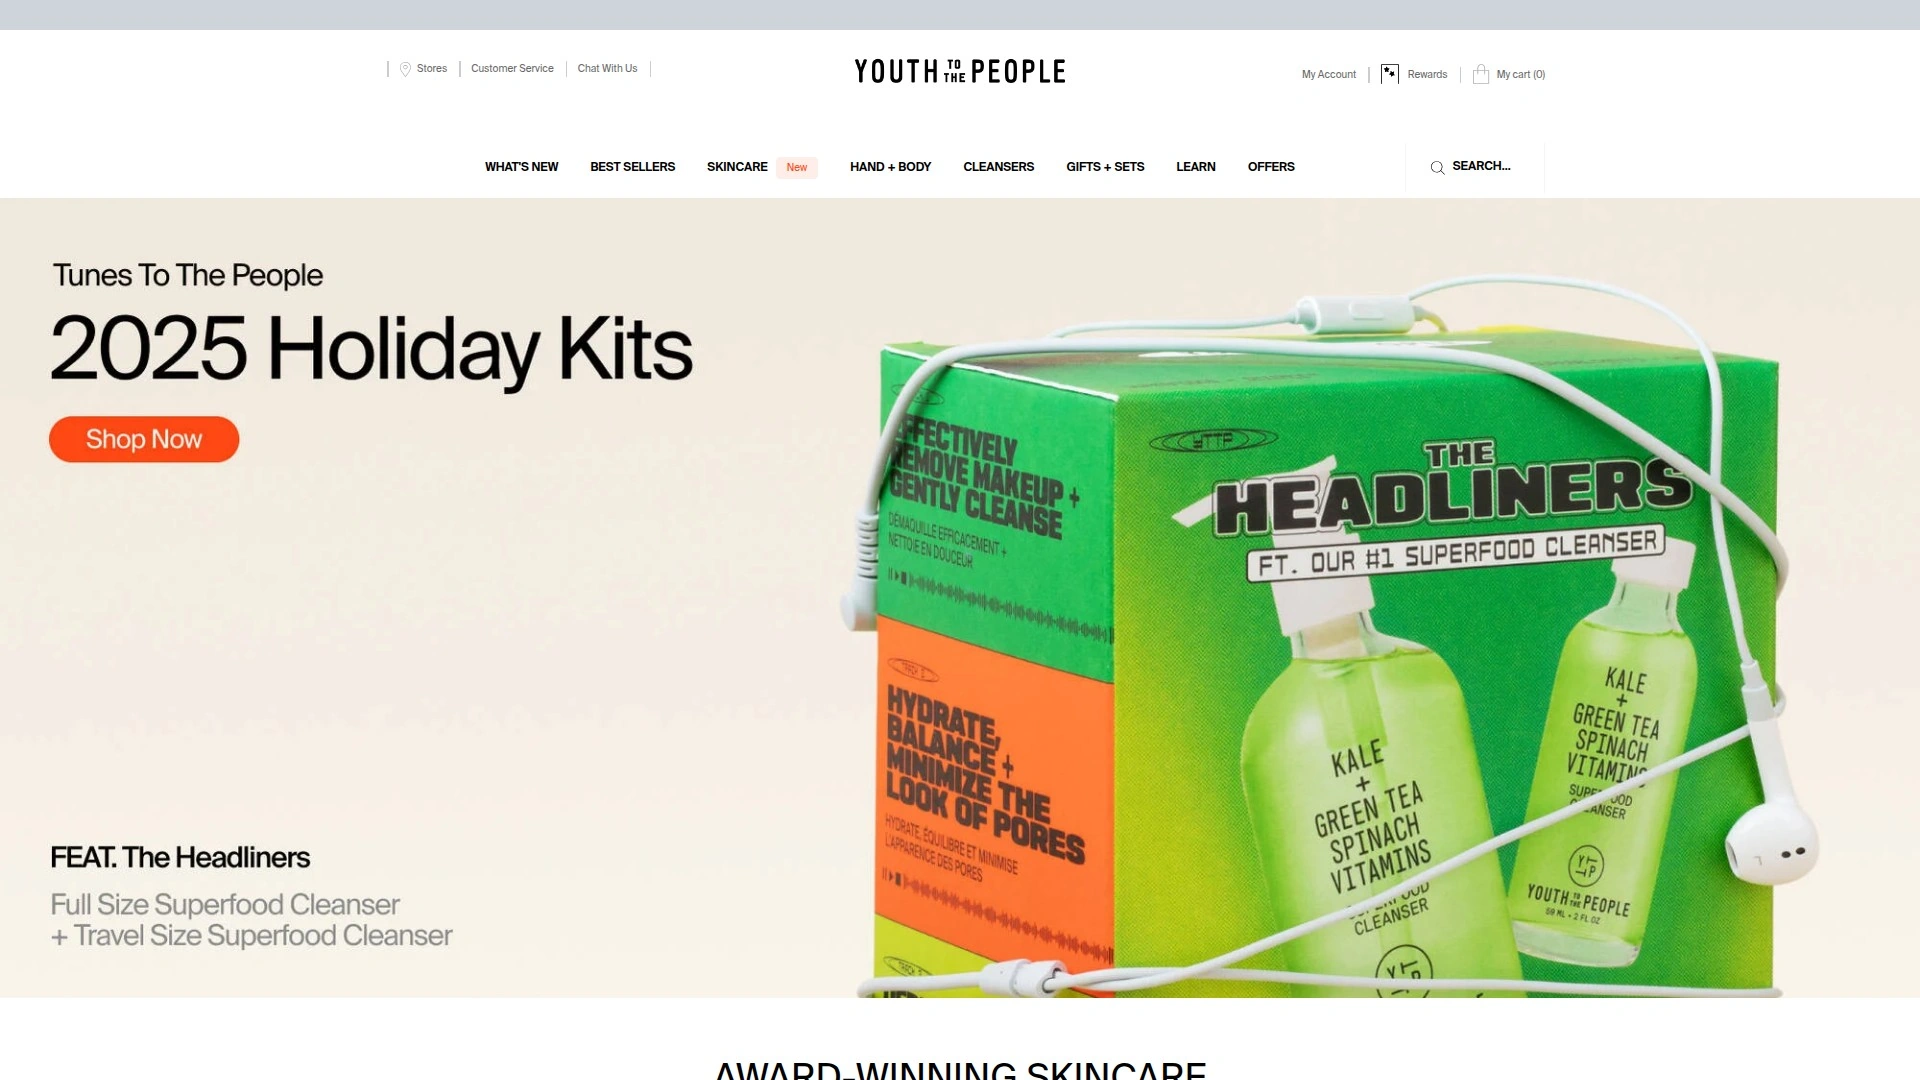 Stores
Customer Service
Chat With Us
YOUTH TO THE PEOPLE
My Account
Rewards
My cart (0)
WHAT'S NEW
BEST SELLERS
SKINCARE
New
HAND + BODY
CLEANSERS
GIFTS + SETS
LEARN
OFFERS
SEARCH...
Tunes To The People
2025 Holiday Kits
Shop Now
FEAT. The Headliners
Full Size Superfood Cleanser
+ Travel Size Superfood Cleanser
EFFECTIVELY
REMOVE MAKEUP +
GENTLY CLEANSE
DÉMAQUILLE EFFICACEMENT +
NETTOIE EN DOUCEUR
HYDRATE,
BALANCE +
MINIMIZE THE
LOOK OF PORES
HYDRATE, ÉQUILIBRE ET MINIMISE
L'APPARENCE DES PORES
YTTP
THE
HEADLINERS
FT. OUR #1 SUPERFOOD CLEANSER
KALE
+
GREEN TEA
SPINACH
VITAMINS
SUPERFOOD
CLEANSER
KALE
+
GREEN TEA
SPINACH
VITAMINS
SUPERFOOD
CLEANSER
YTTP
YOUTH TO THE PEOPLE
59 ML • 2 FL OZ
AWARD-WINNING SKINCARE